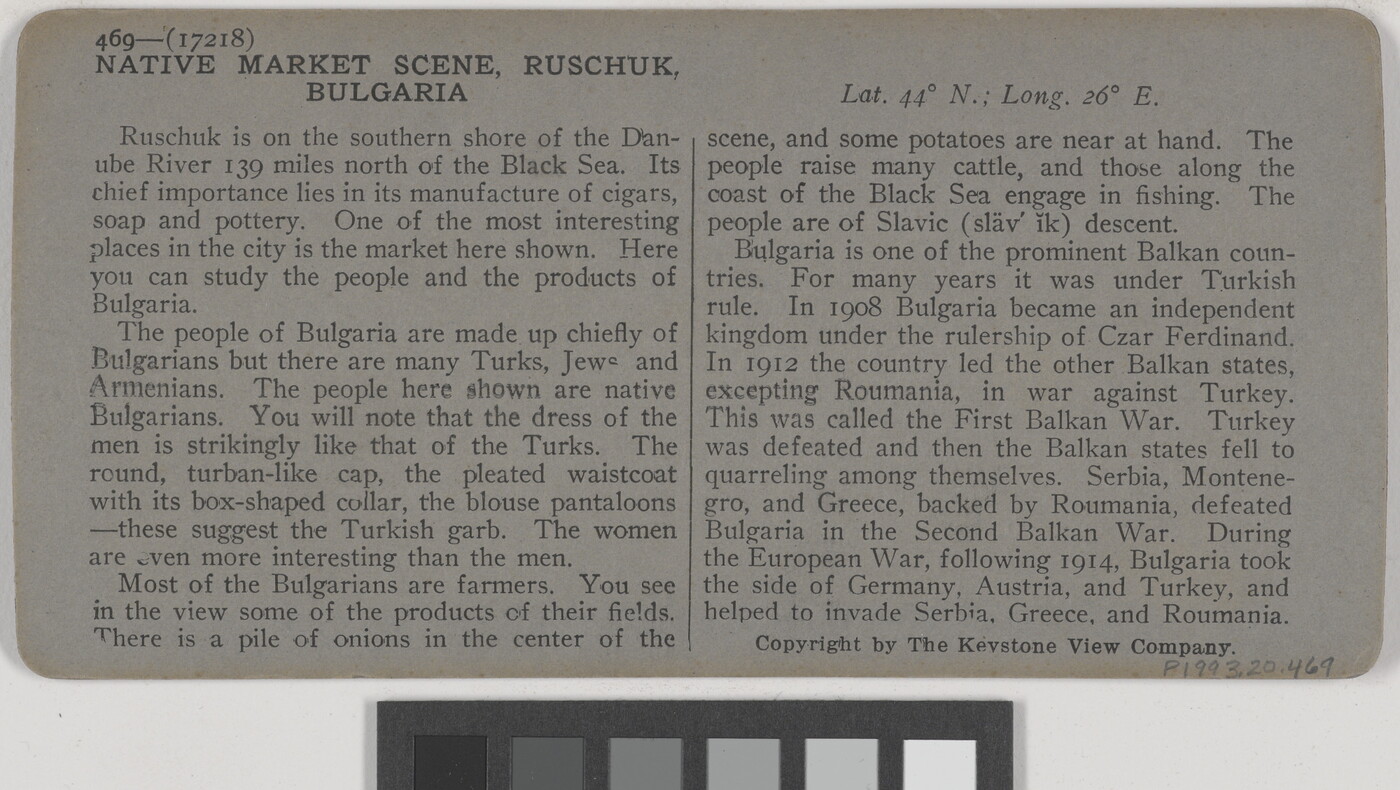 469—(17218)
NATIVE MARKET SCENE, RUSCHUK,
BULGARIA
Lat. 44° N.; Long. 26° E.
Ruschuk is on the southern shore of the Dan-
ube River 139 miles north of the Black Sea. Its
chief importance lies in its manufacture of cigars,
soap and pottery. One of the most interesting
places in the city is the market here shown. Here
you can study the people and the products of
Bulgaria.
The people of Bulgaria are made up chiefly of
Bulgarians but there are many Turks, Jews and
Armenians. The people here shown are native
Bulgarians. You will note that the dress of the
men is strikingly like that of the Turks. The
round, turban-like cap, the pleated waistcoat
with its box-shaped collar, the blouse pantaloons
—these suggest the Turkish garb. The women
are even more interesting than the men.
Most of the Bulgarians are farmers. You see
in the view some of the products of their fields.
There is a pile of onions in the center of the
scene, and some potatoes are near at hand. The
people raise many cattle, and those along the
coast of the Black Sea engage in fishing. The
people are of Slavic (släv′ ĭk) descent.
Bulgaria is one of the prominent Balkan coun-
tries. For many years it was under Turkish
rule. In 1908 Bulgaria became an independent
kingdom under the rulership of Czar Ferdinand.
In 1912 the country led the other Balkan states,
excepting Roumania, in war against Turkey.
This was called the First Balkan War. Turkey
was defeated and then the Balkan states fell to
quarreling among themselves. Serbia, Montene-
gro, and Greece, backed by Roumania, defeated
Bulgaria in the Second Balkan War. During
the European War, following 1914, Bulgaria took
the side of Germany, Austria, and Turkey, and
helped to invade Serbia, Greece, and Roumania.
Copyright by The Keystone View Company.
P1993.20.469